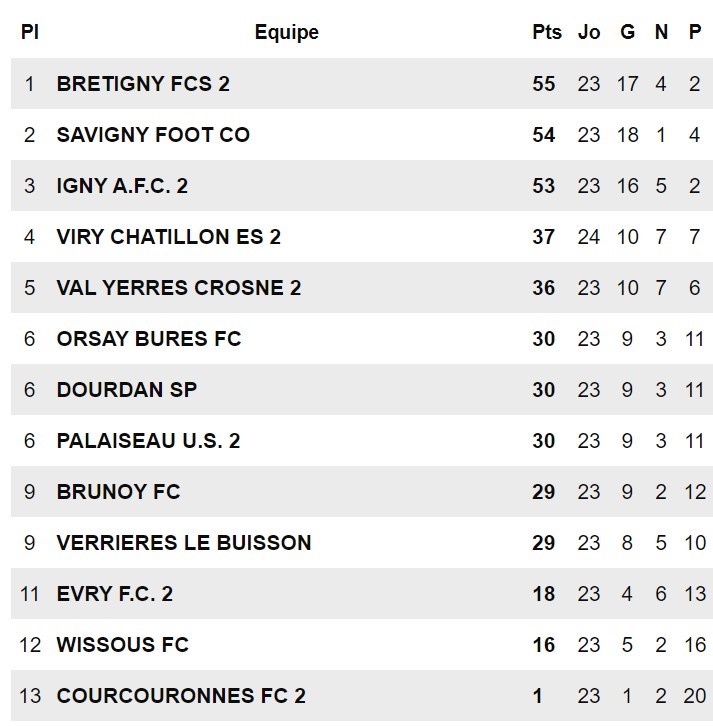 Pl Equipe Pts Jo G N P
1 BRETIGNY FCS 2 55 23 17 4 2
2 SAVIGNY FOOT CO 54 23 18 1 4
3 IGNY A.F.C. 2 53 23 16 5 2
4 VIRY CHATILLON ES 2 37 24 10 7 7
5 VAL YERRES CROSNE 2 36 23 10 7 6
6 ORSAY BURES FC 30 23 9 3 11
6 DOURDAN SP 30 23 9 3 11
6 PALAISEAU U.S. 2 30 23 9 3 11
9 BRUNOY FC 29 23 9 2 12
9 VERRIERES LE BUISSON 29 23 8 5 10
11 EVRY F.C. 2 18 23 4 6 13
12 WISSOUS FC 16 23 5 2 16
13 COURCOURONNES FC 2 1 23 1 2 20